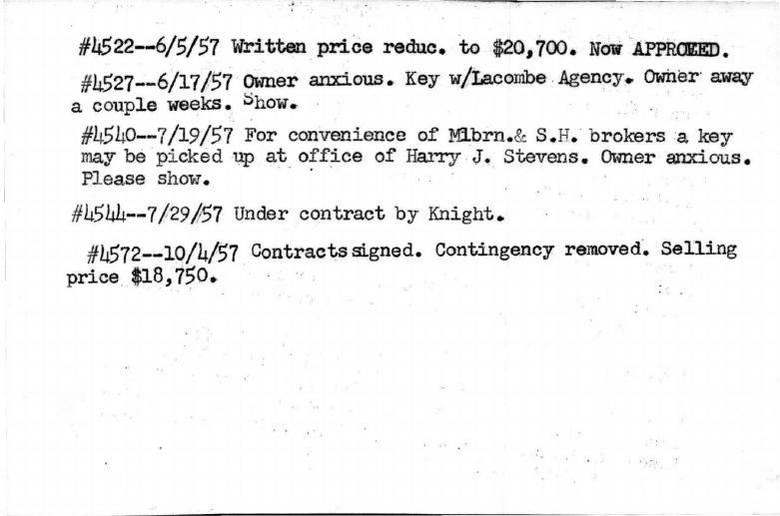 #4522--6/5/57 Written price reduc. to $20,700. Now APPROEED.
#4527--6/17/57 Owner anxious. Key w/Lacombe Agency. Owner away
a couple weeks. Show.
#4540--7/19/57 For convenience of Mlbrn.& S.H. brokers a key
may be picked up at office of Harry J. Stevens. Owner anxious.
Please show.
#4544--7/29/57 Under contract by Knight.
#4572--10/4/57 Contracts signed. Contingency removed. Selling
price $18,750.